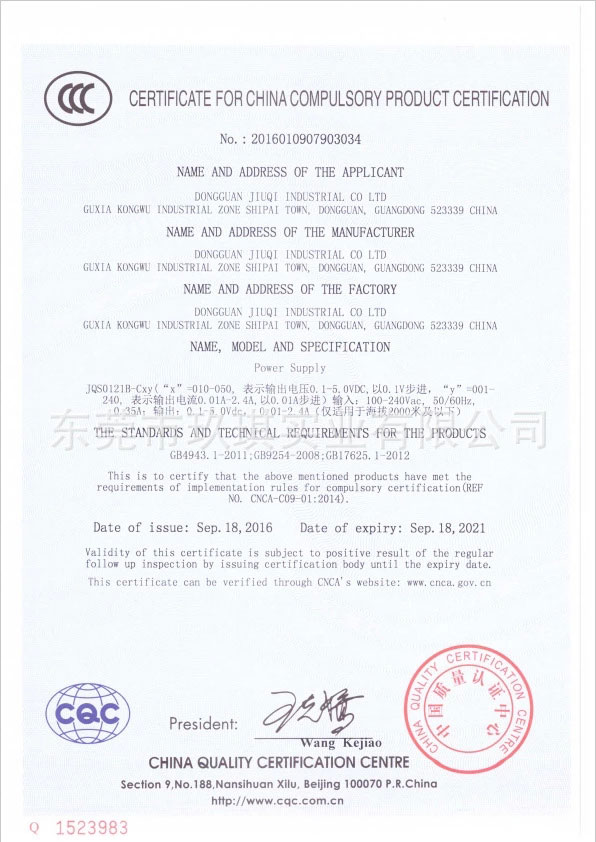 CCC
CERTIFICATE FOR CHINA COMPULSORY PRODUCT CERTIFICATION
No.: 2016010907903034
NAME AND ADDRESS OF THE APPLICANT
DONGGUAN JIUQI INDUSTRIAL CO LTD
GUXIA KONGWU INDUSTRIAL ZONE SHIPAI TOWN, DONGGUAN, GUANGDONG 523339 CHINA
NAME AND ADDRESS OF THE MANUFACTURER
DONGGUAN JIUQI INDUSTRIAL CO LTD
GUXIA KONGWU INDUSTRIAL ZONE SHIPAI TOWN, DONGGUAN, GUANGDONG 523339 CHINA
NAME AND ADDRESS OF THE FACTORY
DONGGUAN JIUQI INDUSTRIAL CO LTD
GUXIA KONGWU INDUSTRIAL ZONE SHIPAI TOWN, DONGGUAN, GUANGDONG 523339 CHINA
NAME, MODEL AND SPECIFICATION
Power Supply
JQS0121B-Cxy(“x”=010-050, 表示输出电压0.1-5.0VDC,以0.1V步进, “y”=001-
240, 表示输出电流0.01A-2.4A,以0.01A步进) 输入: 100-240Vac, 50/60Hz,
0.35A; 输出: 0.1-5.0Vdc, 0.01-2.4A (仅适用于海拔2000米及以下)
东莞市玖琪实业有限公司
THE STANDARDS AND TECHNICAL REQUIREMENTS FOR THE PRODUCTS
GB4943.1-2011;GB9254-2008;GB17625.1-2012
This is to certify that the above mentioned products have met the
requirements of implementation rules for compulsory certification(REF
NO. CNCA-C09-01:2014).
Date of issue: Sep.18,2016 Date of expiry: Sep.18,2021
Validity of this certificate is subject to positive result of the regular
follow up inspection by issuing certification body until the expiry date.
This certificate can be verified through CNCA's website: www.cnca.gov.cn
CHINA QUALITY CERTIFICATION CENTRE
中国质量认证中心
CQC
President:
Wang Kejiao
CHINA QUALITY CERTIFICATION CENTRE
Section 9,No.188,Nansihuan Xilu, Beijing 100070 P.R.China
http://www.cqc.com.cn
Q 1523983